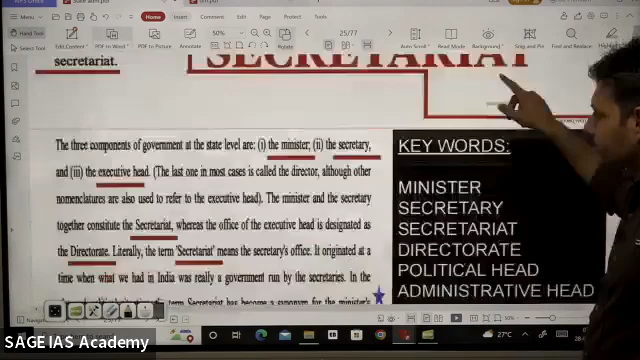 Home
Insert
Comment
Hand Tool
Select Tool
Edit Content
PDF to Word
PDF to Picture
Annotate
50%
Rotate
25/77
Auto Scroll
Read Mode
Background
Snip and Pin
Find and Replace
secretariat.
SECRETARIAT
The three components of government at the state level are: (i) the minister; (ii) the secretary,
and (iii) the executive head. (The last one in most cases is called the director, although other
nomenclatures are also used to refer to the executive head). The minister and the secretary
together constitute the Secretariat, whereas the office of the executive head is designated as
the Directorate. Literally, the term 'Secretariat' means the secretary's office. It originated at a
time when what we had in India was really a government run by the secretaries. In the
term Secretariat has become a synonym for the minister's
KEY WORDS:
MINISTER
SECRETARY
SECRETARIAT
DIRECTORATE
POLITICAL HEAD
ADMINISTRATIVE HEAD
25/77
50%
27°C
SAGE IAS Academy